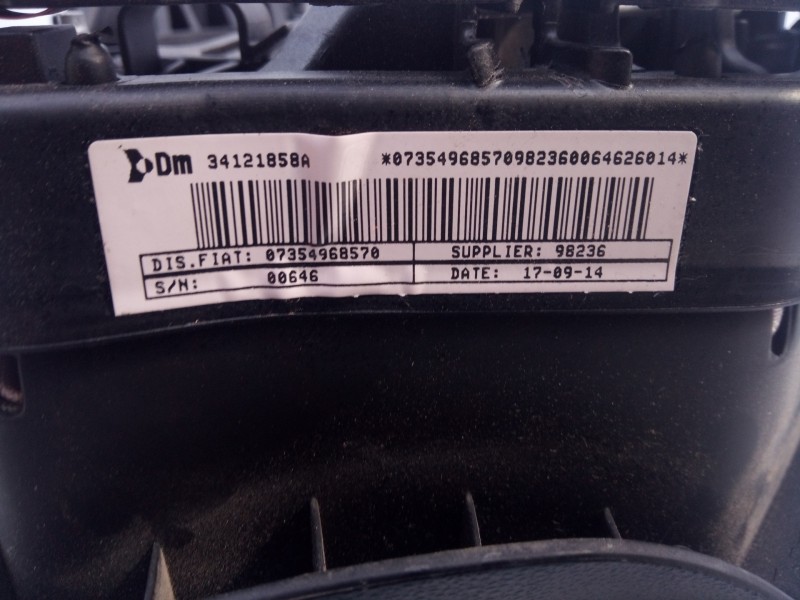 Dm 34121858A *07354968570982360064626014*
DIS.FIAT: 07354968570 SUPPLIER: 98236
S/N: 00646 DATE: 17-09-14